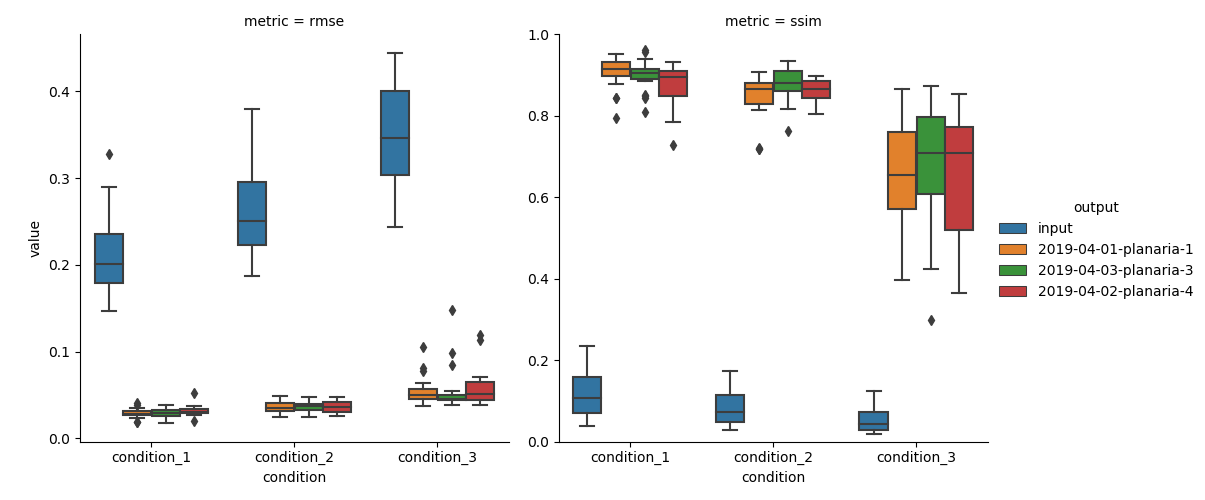 metric = rmse
value
0.4
0.3
0.2
0.1
0.0
condition_1
condition_2
condition_3
condition
metric = ssim
1.0
0.8
0.6
0.4
0.2
0.0
condition_1
condition_2
condition_3
condition
output
input
2019-04-01-planaria-1
2019-04-03-planaria-3
2019-04-02-planaria-4